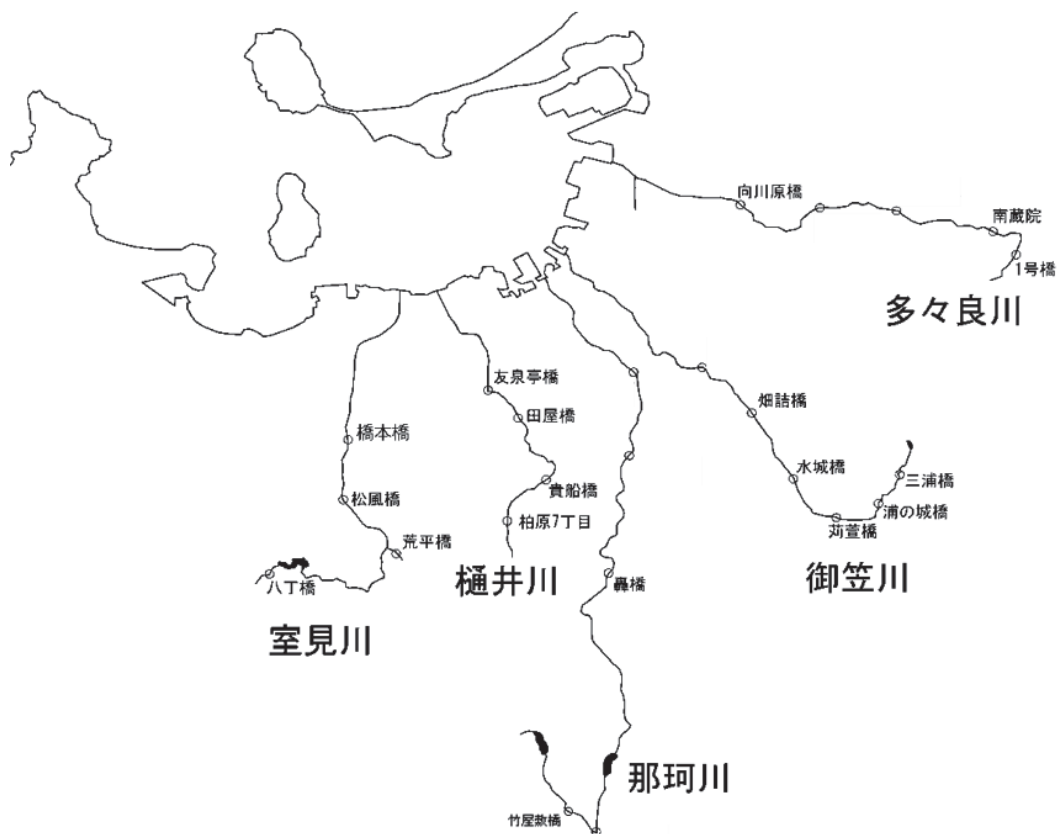 向川原橋
南蔵院
1号橋
多々良川
友泉亭橋
田屋橋
畑詰橋
橋本橋
水城橋
三浦橋
貴船橋
松風橋
浦の城橋
柏原7丁目
苅萱橋
荒平橋
八丁橋
樋井川
御笠川
轟橋
室見川
那珂川
竹屋敷橋